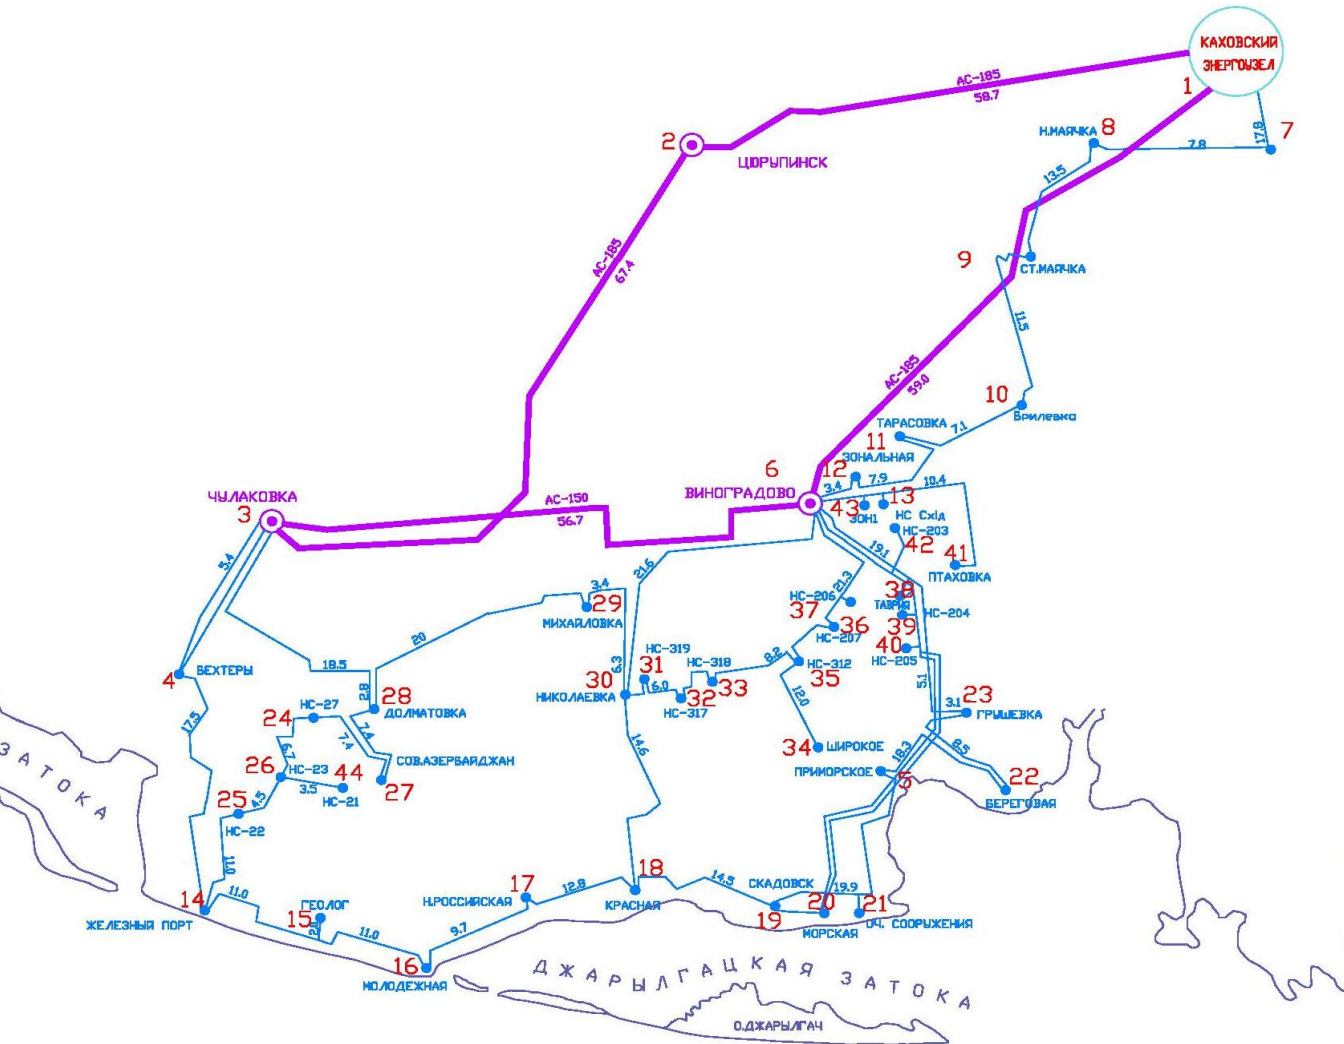 КАХОВСКИЙ
ЭНЕРГОУЗЕЛ
1
АС-185
58.7
17.8
7
Н.МАЯЧКА
8
7.8
2
ЦЮРУПИНСК
13.5
9
СТ.МАЯЧКА
АС-185
67.4
11.5
АС-185
59.0
10
Брилевка
ТАРАСОВКА
11
7.1
ЗОНАЛЬНАЯ
12
6
7.9
3.4
10.4
ЧУЛАКОВКА
3
АС-150
56.7
ВИНОГРАДОВО
43
ЗОН1
13
НС Схід
НС-203
42
41
ПТАХОВКА
19.1
5.4
21.6
21.3
3.4
29
МИХАЙЛОВКА
НС-206
37
36
НС-207
38
ТАВРИЯ
НС-204
39
40
НС-205
20
18.5
БЕХТЕРЫ
4
2.8
6.3
НС-319
31
6.0
НС-318
33
8.2
НС-312
35
5.1
30
НИКОЛАЕВКА
32
НС-317
12.0
3.1
23
ГРУШЕВКА
28
ДОЛМАТОВКА
НС-27
24
17.5
7.4
7.4
6.7
14.6
34
ШИРОКОЕ
18.3
8.5
СОВ.АЗЕРБАЙДЖАН
27
26
НС-23
44
3.5
НС-21
ПРИМОРСКОЕ
5
22
БЕРЕГОВАЯ
ЗАТОКА
25
4.5
НС-22
11.0
18
17
12.8
14.5
СКАДОВСК
19.9
14
11.0
ГЕОЛОГ
15
2.8
Н.РОССИЙСКАЯ
КРАСНАЯ
19
20
21
ЖЕЛЕЗНЫЙ ПОРТ
11.0
9.7
МОРСКАЯ
ОЧ. СООРУЖЕНИЯ
16
МОЛОДЕЖНАЯ
ДЖАРЫЛГАЦКАЯ ЗАТОКА
О.ДЖАРЫЛГАЧ